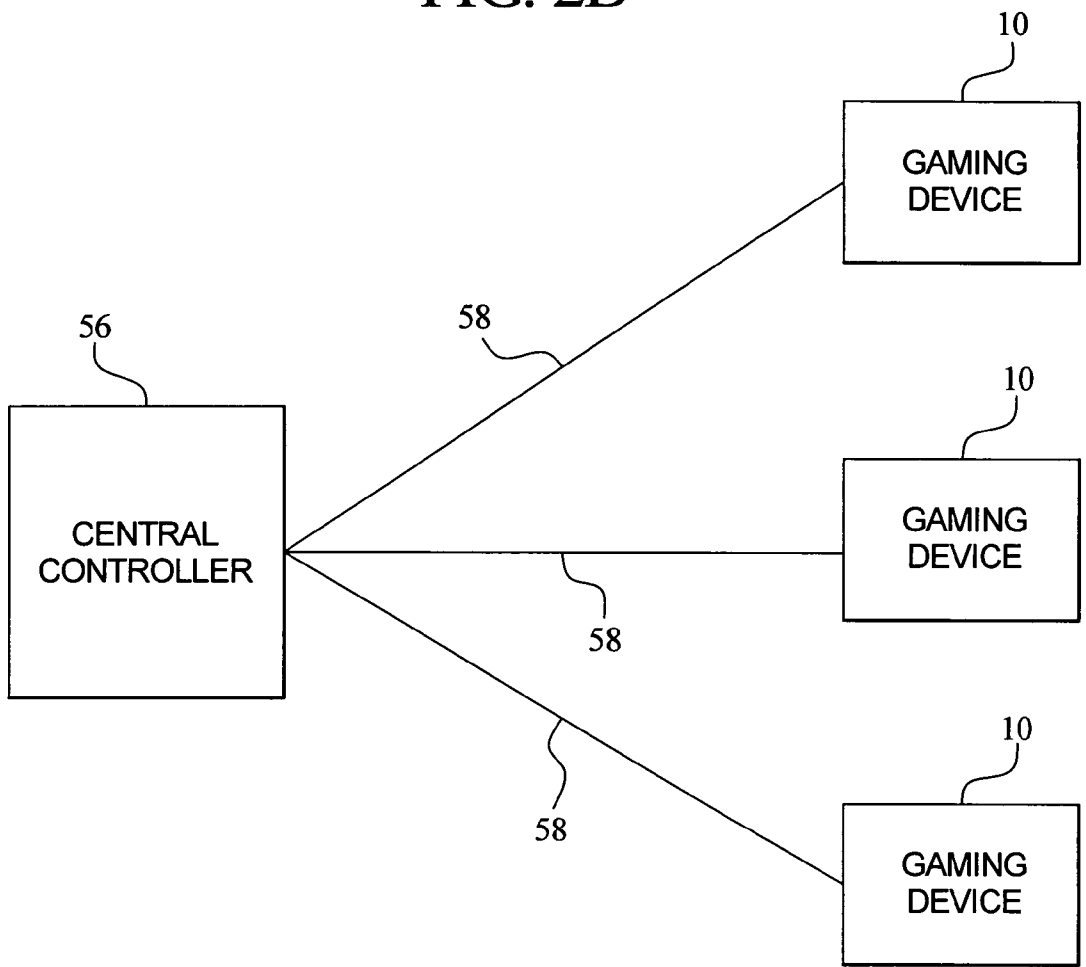 FIG. 2B
10
GAMING
DEVICE
58
56
10
CENTRAL
CONTROLLER
GAMING
DEVICE
58
10
58
GAMING
DEVICE